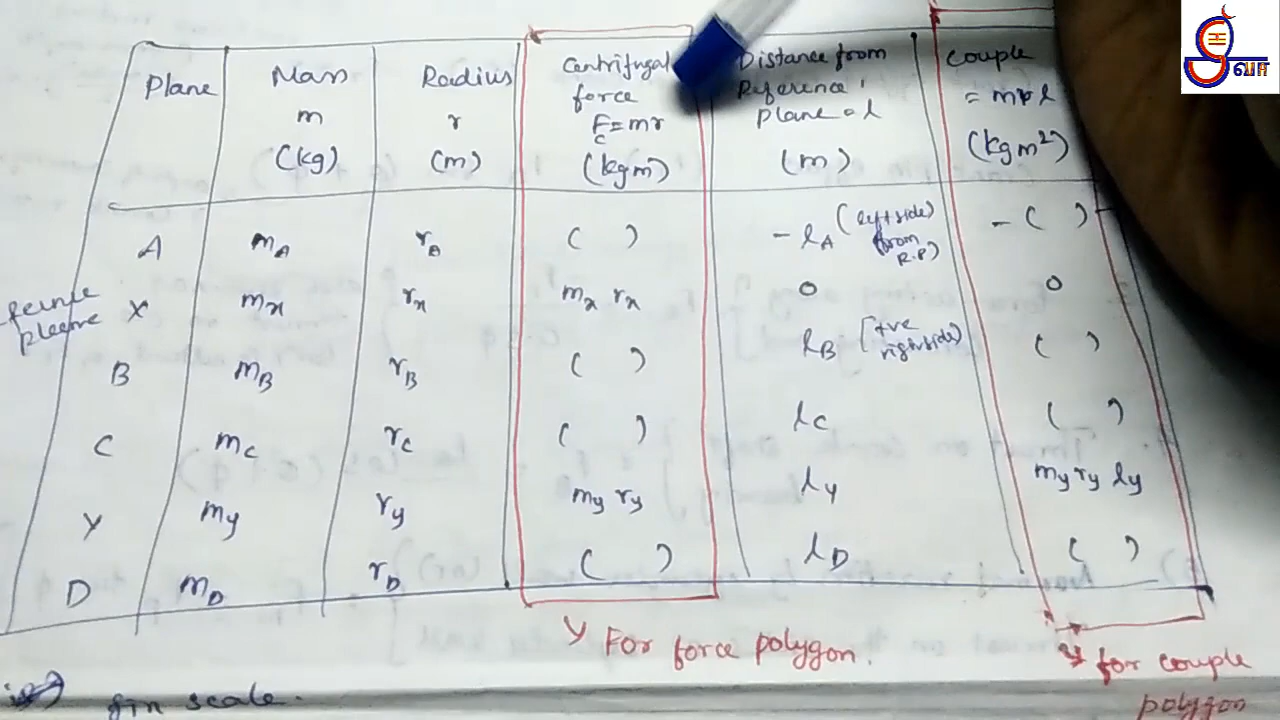 Plane
Mass
m
(kg)
Radius
r
(m)
Centrifugal
force
Fc = mr
(kgm)
Distance from
Reference
Plane = l
(m)
Couple
= mrl
(kgm²)
A mA rA ( ) - lA (left side) - ( )
from
R.P)
X mx rx mx rx 0 0
B mB rB ( ) lB (+ve ( )
right side)
C mC rC ( ) lC ( )
Y my ry my ry ly my ry ly
D mD rD ( ) lD ( )
Y For force polygon.
for couple
polygon
scale.
வா